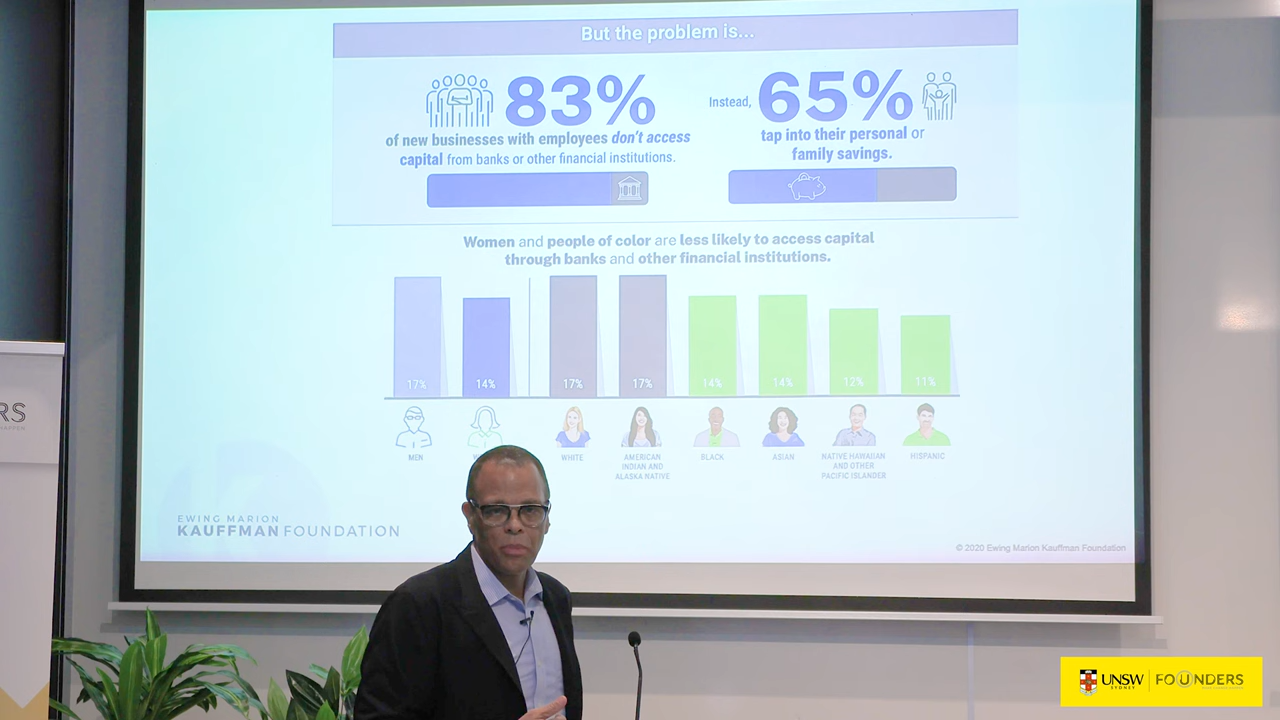 But the problem is...
83%
of new businesses with employees don't access
capital from banks or other financial institutions.
Instead, 65%
tap into their personal or
family savings.
Women and people of color are less likely to access capital
through banks and other financial institutions.
17%
14%
17%
17%
14%
14%
12%
11%
MEN
WHITE
AMERICAN
INDIAN AND
ALASKA NATIVE
BLACK
ASIAN
NATIVE HAWAIIAN
AND OTHER
PACIFIC ISLANDER
HISPANIC
EWING MARION
KAUFFMAN FOUNDATION
© 2020 Ewing Marion Kauffman Foundation
RS
UNSW
SYDNEY
FOUNDERS